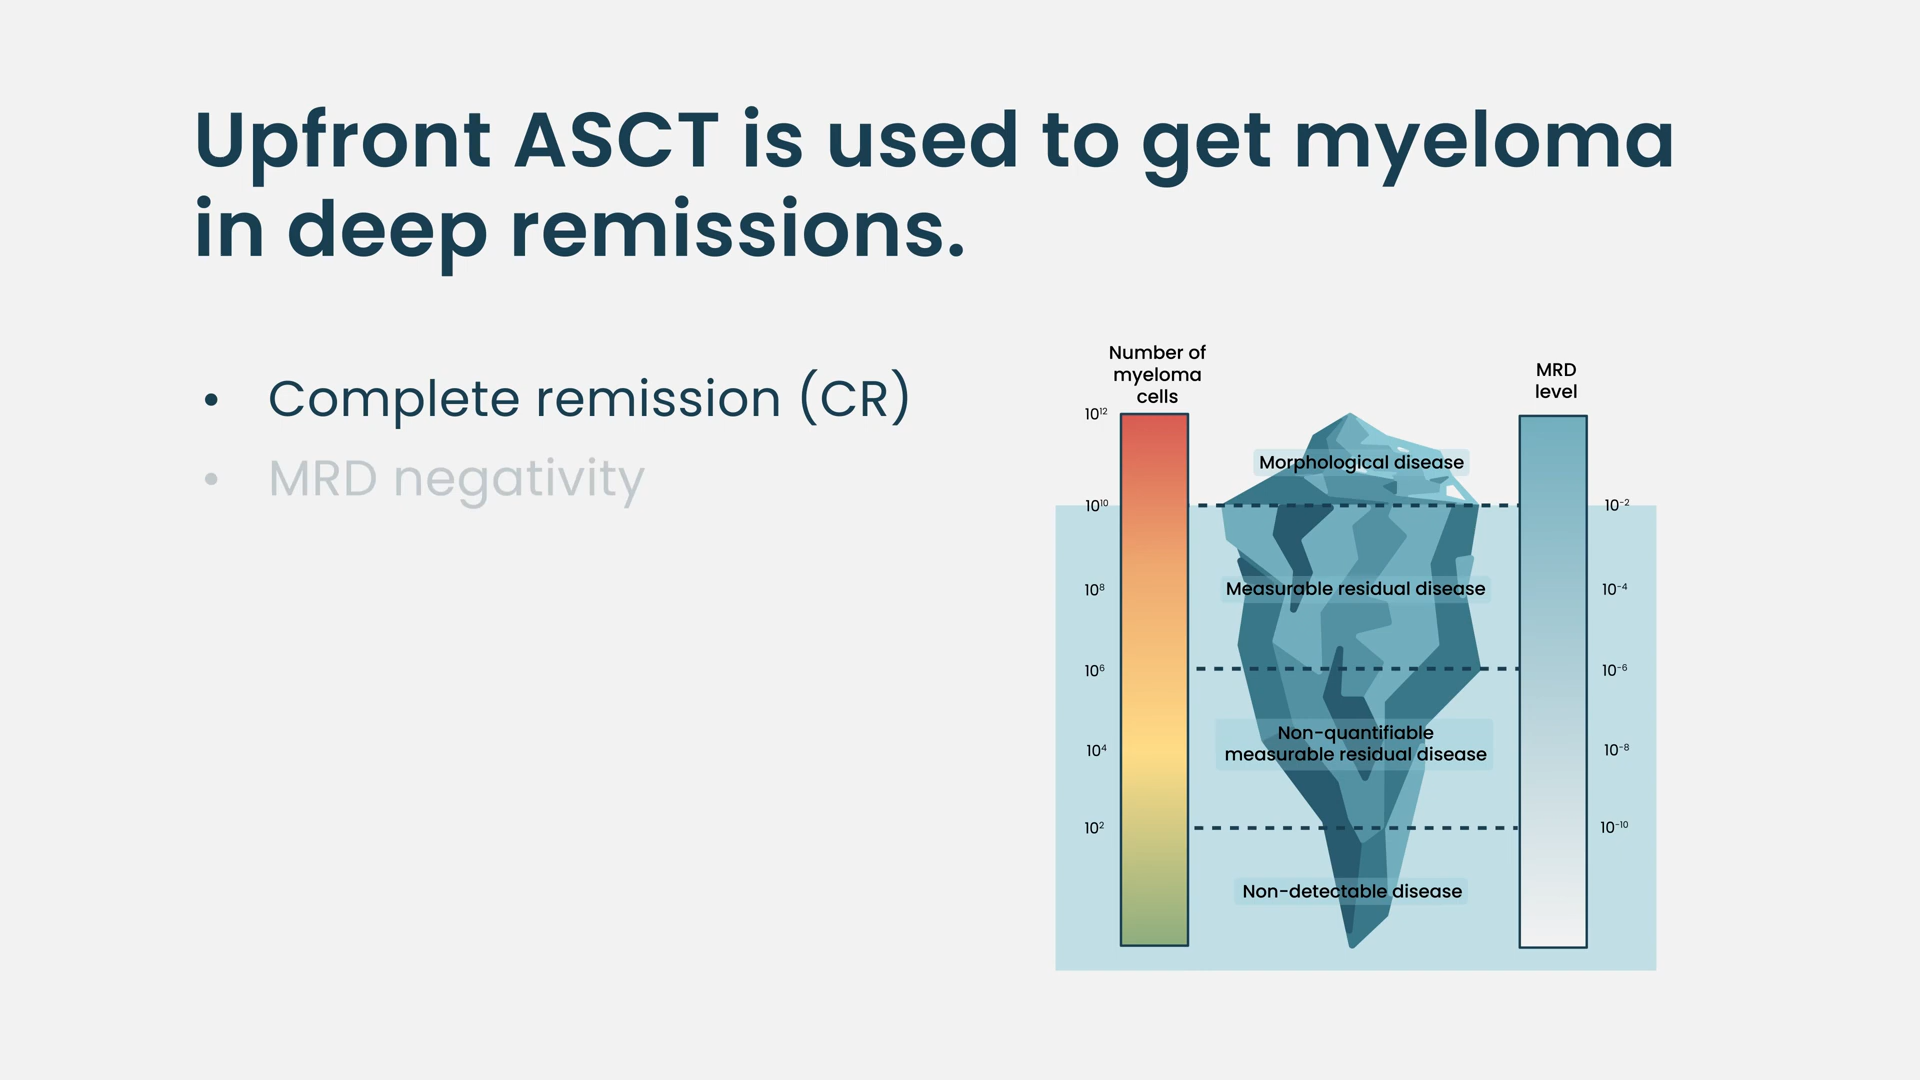 Upfront ASCT is used to get myeloma
in deep remissions.
• Complete remission (CR)
• MRD negativity
Number of
myeloma
cells
MRD
level
10¹²
Morphological disease
10¹⁰
10⁻²
Measurable residual disease
10⁸
10⁻⁴
10⁶
10⁻⁶
Non-quantifiable
measurable residual disease
10⁴
10⁻⁸
10²
10⁻¹⁰
Non-detectable disease